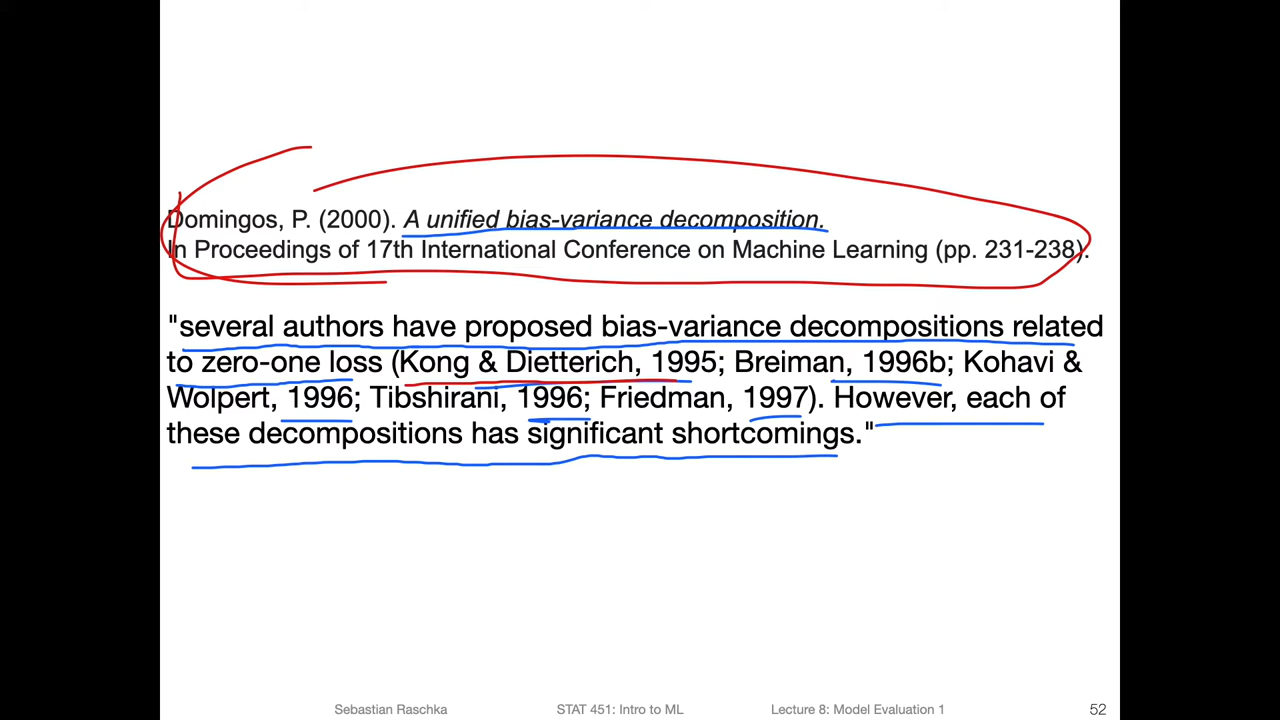 Domingos, P. (2000). A unified bias-variance decomposition.
In Proceedings of 17th International Conference on Machine Learning (pp. 231-238).
"several authors have proposed bias-variance decompositions related
to zero-one loss (Kong & Dietterich, 1995; Breiman, 1996b; Kohavi &
Wolpert, 1996; Tibshirani, 1996; Friedman, 1997). However, each of
these decompositions has significant shortcomings."
Sebastian Raschka STAT 451: Intro to ML Lecture 8: Model Evaluation 1 52